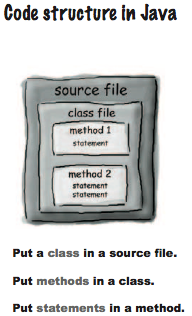 Code structure in Java
source file
class file
method 1
statement
method 2
statement
statement
Put a class in a source file.
Put methods in a class.
Put statements in a method.